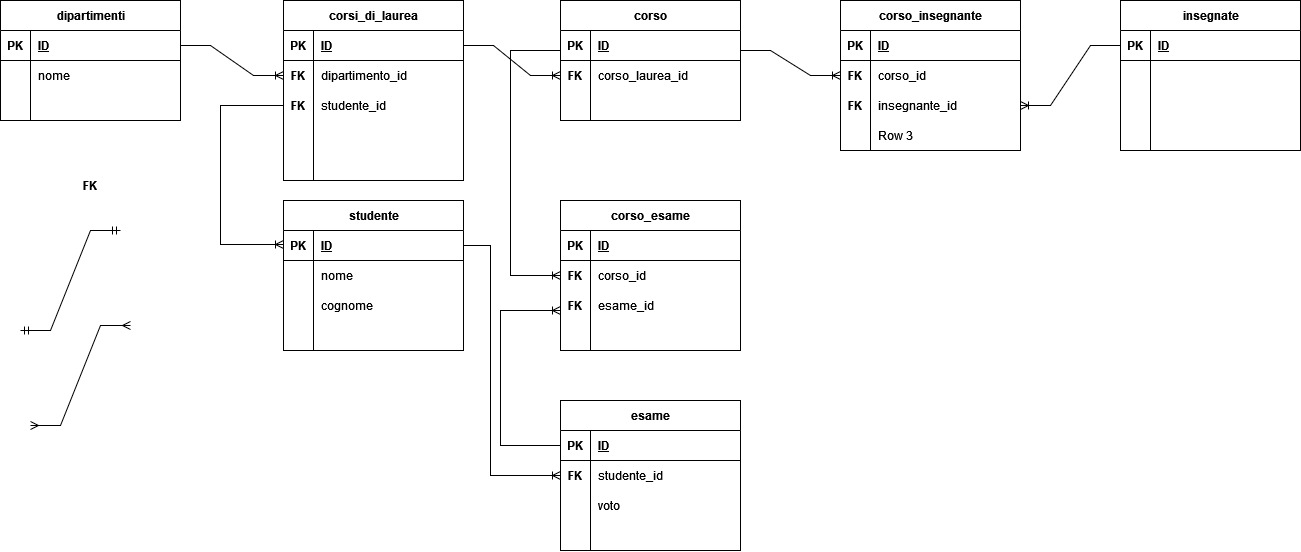 dipartimenti
PK ID
nome
corsi_di_laurea
PK ID
FK dipartimento_id
FK studente_id
corso
PK ID
FK corso_laurea_id
corso_insegnante
PK ID
FK corso_id
FK insegnante_id
Row 3
insegnate
PK ID
FK
studente
PK ID
nome
cognome
corso_esame
PK ID
FK corso_id
FK esame_id
esame
PK ID
FK studente_id
voto